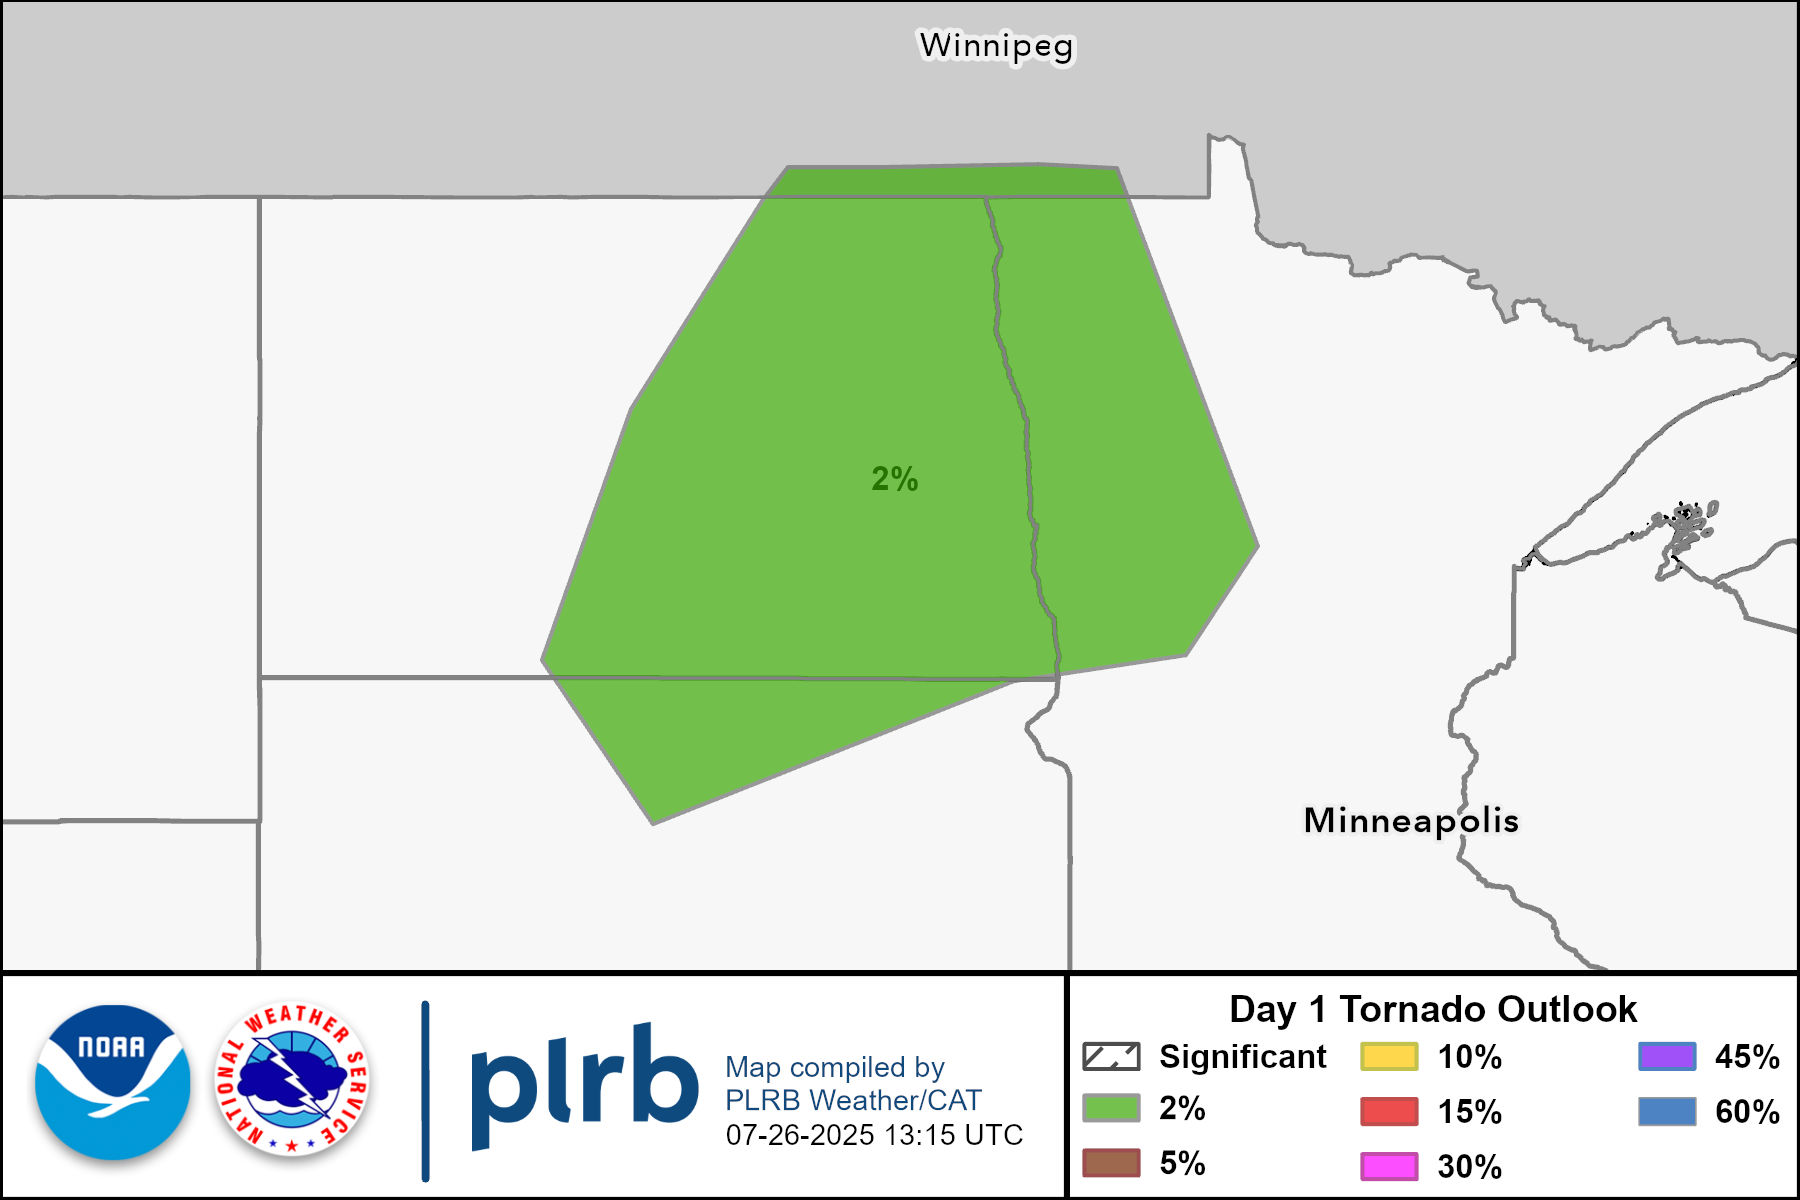 Winnipeg
2%
Minneapolis
NOAA
NATIONAL WEATHER SERVICE
plrb
Map compiled by
PLRB Weather/CAT
07-26-2025 13:15 UTC
Day 1 Tornado Outlook
Significant
2%
5%
10%
15%
30%
45%
60%